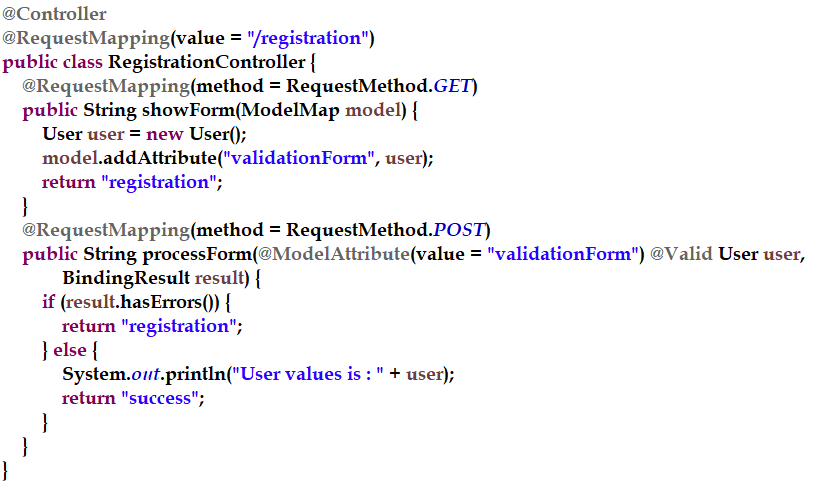 @Controller
@RequestMapping(value = "/registration")
public class RegistrationController {
@RequestMapping(method = RequestMethod.GET)
public String showForm(ModelMap model) {
User user = new User();
model.addAttribute("validationForm", user);
return "registration";
}
@RequestMapping(method = RequestMethod.POST)
public String processForm(@ModelAttribute(value = "validationForm") @Valid User user,
BindingResult result) {
if (result.hasErrors()) {
return "registration";
} else {
System.out.println("User values is : " + user);
return "success";
}
}
}